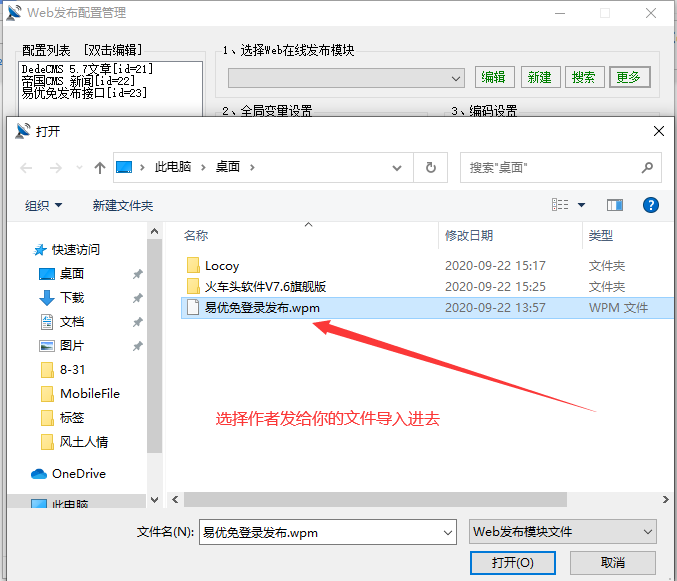 Web发布配置管理
配置列表 [双击编辑]
1、选择Web在线发布模块
DedeCMS 5.7文章[id=21]
帝国CMS 新闻[id=22]
易优免发布接口[id=23]
编辑 新建 搜索 更多
2、全局变量设置 3、编码设置
打开
此电脑 桌面
搜索"桌面"
组织 新建文件夹
名称 修改日期 类型
快速访问
桌面
下载
文档
图片
8-31
MobileFile
标签
风土人情
OneDrive
此电脑
Locoy 2020-09-22 15:17 文件夹
火车头软件V7.6旗舰版 2020-09-22 15:25 文件夹
易优免登录发布.wpm 2020-09-22 13:57 WPM 文件
选择作者发给你的文件导入进去
文件名(N): 易优免登录发布.wpm Web发布模块文件
打开(O) 取消